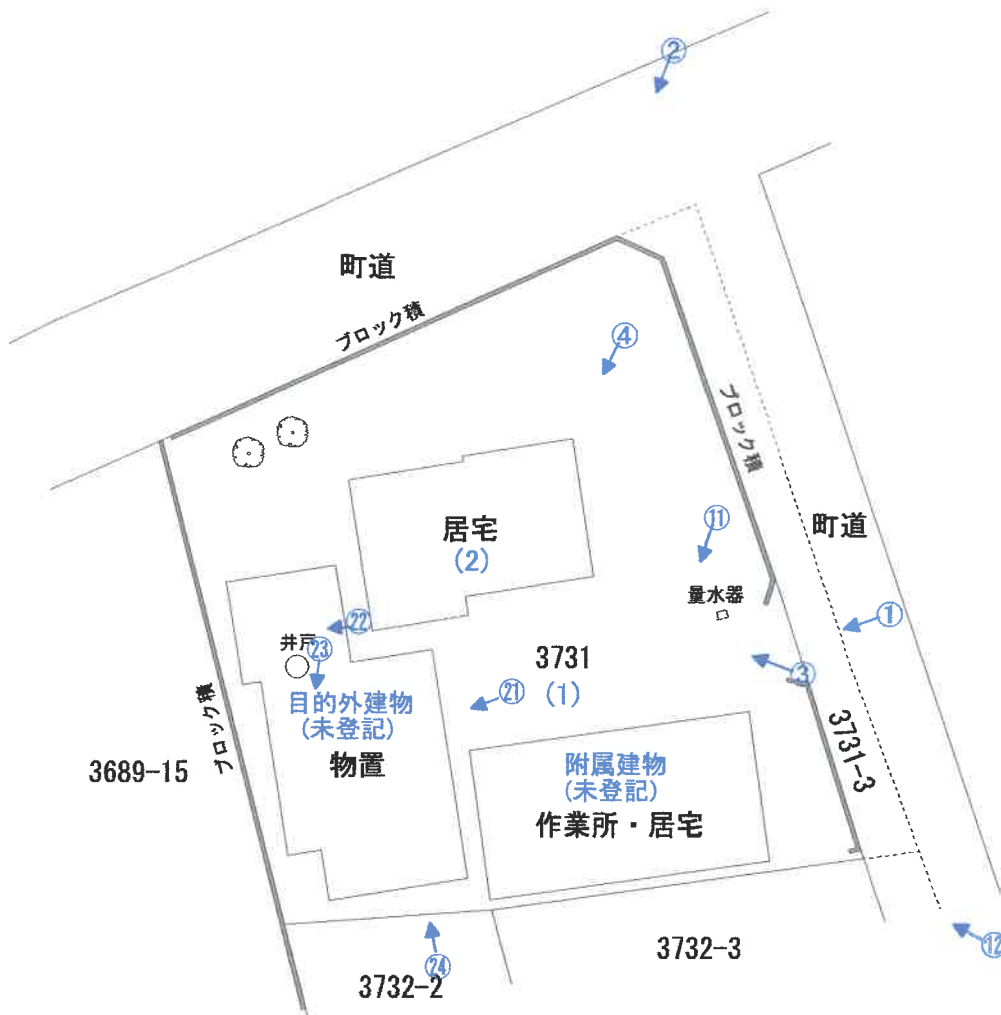 ②
町道
ブロック積
④
ブロック積
居宅
(2)
⑪
町道
量水器
①
井戸
㉒
㉓
3731
(1)
③
㉑
目的外建物
(未登記)
物置
ブロック積
3689-15
附属建物
(未登記)
作業所・居宅
3731-3
3732-3
⑫
㉔
3732-2